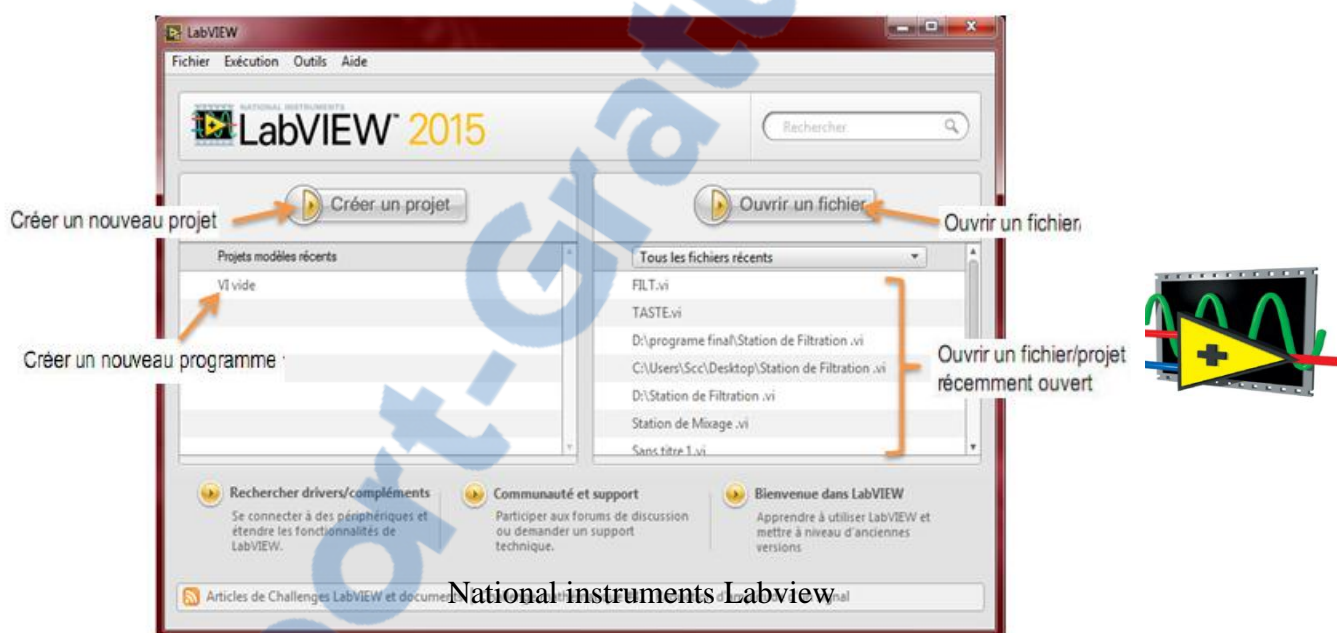 LabVIEW
Fichier Exécution Outils Aide
NATIONAL INSTRUMENTS
LabVIEW™ 2015
Rechercher
Créer un projet
Ouvrir un fichier
Créer un nouveau projet
Ouvrir un fichier
Projets modèles récents
Tous les fichiers récents
VI vide
FILT.vi
TASTE.vi
D:\programe final\Station de Filtration .vi
Créer un nouveau programme
C:\Users\Scc\Desktop\Station de Filtration .vi
Ouvrir un fichier/projet
récemment ouvert
D:\Station de Filtration .vi
Station de Mixage .vi
Sans titre 1.vi
Rechercher drivers/compléments
Se connecter à des périphériques et
étendre les fonctionnalités de
LabVIEW.
Communauté et support
Participer aux forums de discussion
ou demander un support
technique.
Bienvenue dans LabVIEW
Apprendre à utiliser LabVIEW et
mettre à niveau d'anciennes
versions
Articles de Challenges LabVIEW et document
National instruments Labview